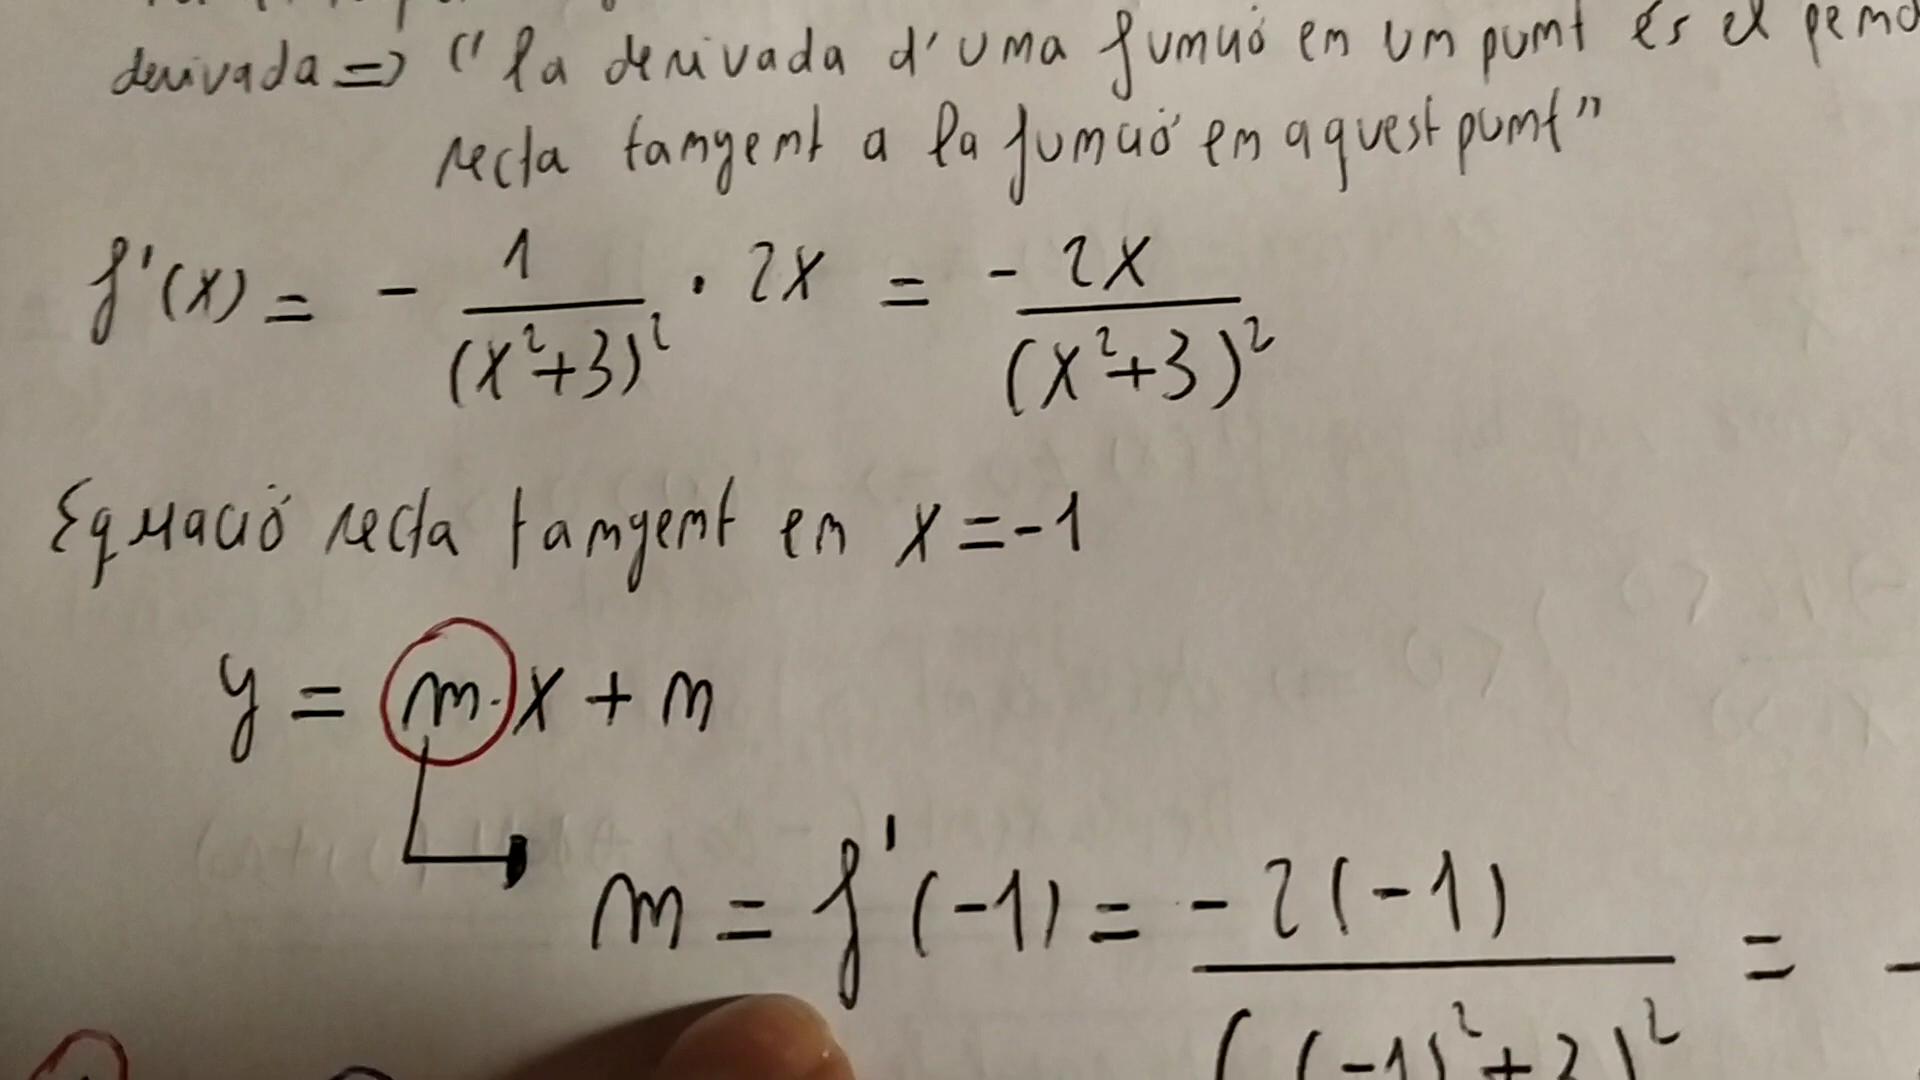 derivada => "la derivada d'una funció en un punt és el
recta tangent a la funció en aquest punt"
f'(x) = - 1/(x²+3)² · 2x = - 2x/(x²+3)²
Equació recta tangent en x = -1
y = m·x + n
m = f'(-1) = -2(-1)/((-1)²+3)² = -